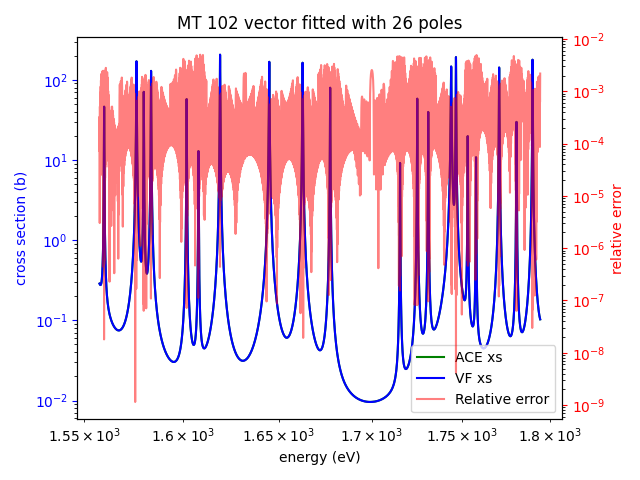 MT 102 vector fitted with 26 poles
cross section (b)
10²
10¹
10⁰
10⁻¹
10⁻²
10⁻²
10⁻³
10⁻⁴
10⁻⁵
10⁻⁶
10⁻⁷
10⁻⁸
10⁻⁹
relative error
ACE xs
VF xs
Relative error
1.55 × 10³ 1.6 × 10³ 1.65 × 10³ 1.7 × 10³ 1.75 × 10³ 1.8 × 10³
energy (eV)